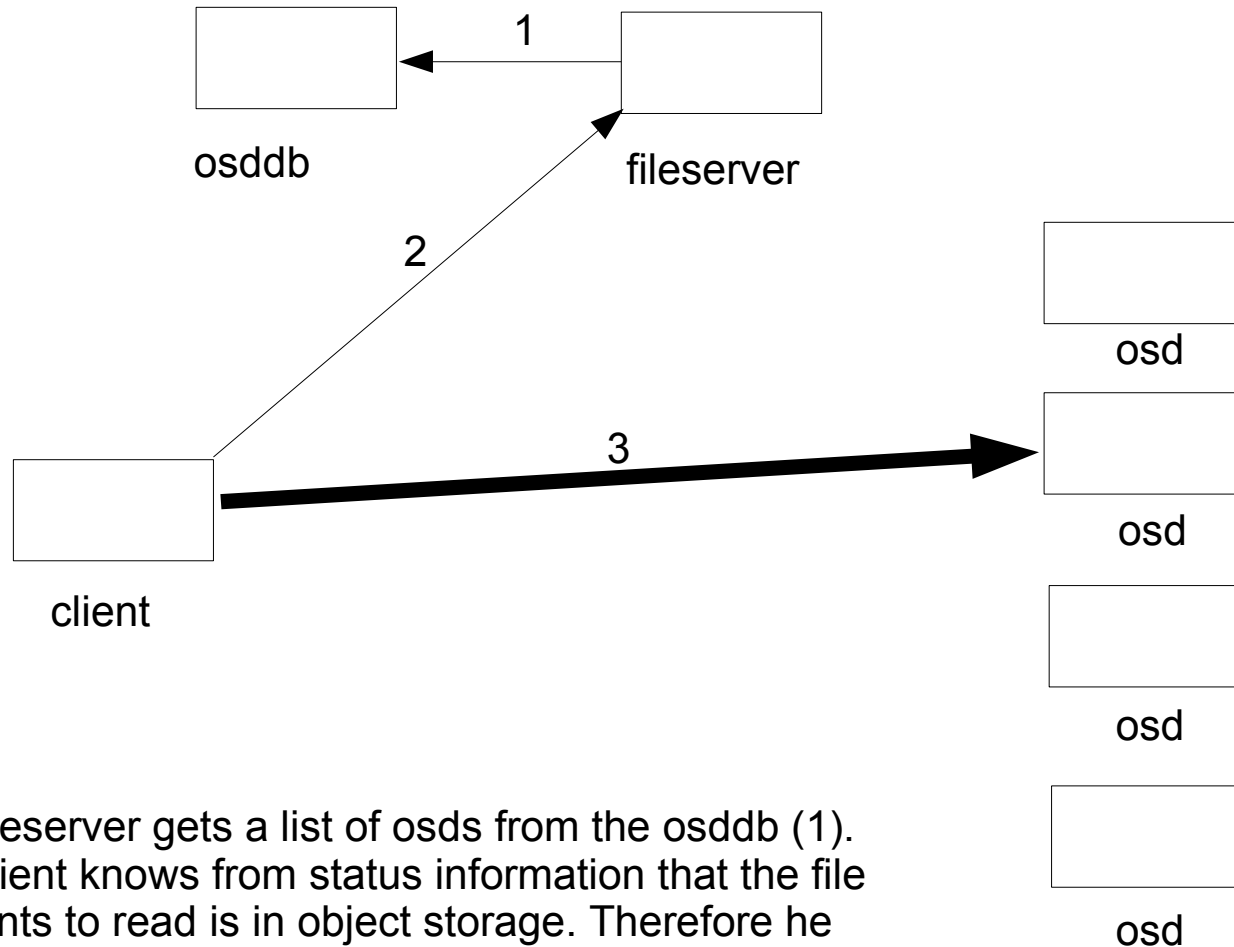 1
osddb
fileserver
2
osd
3
osd
client
osd
eserver gets a list of osds from the osddb (1).
ient knows from status information that the file
nts to read is in object storage. Therefore he
osd